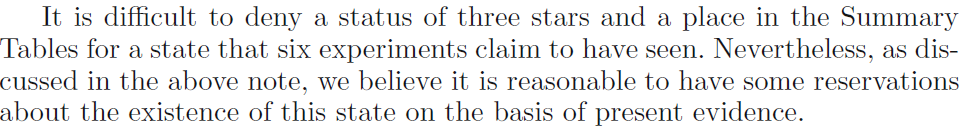 It is difficult to deny a status of three stars and a place in the Summary
Tables for a state that six experiments claim to have seen. Nevertheless, as dis-
cussed in the above note, we believe it is reasonable to have some reservations
about the existence of this state on the basis of present evidence.